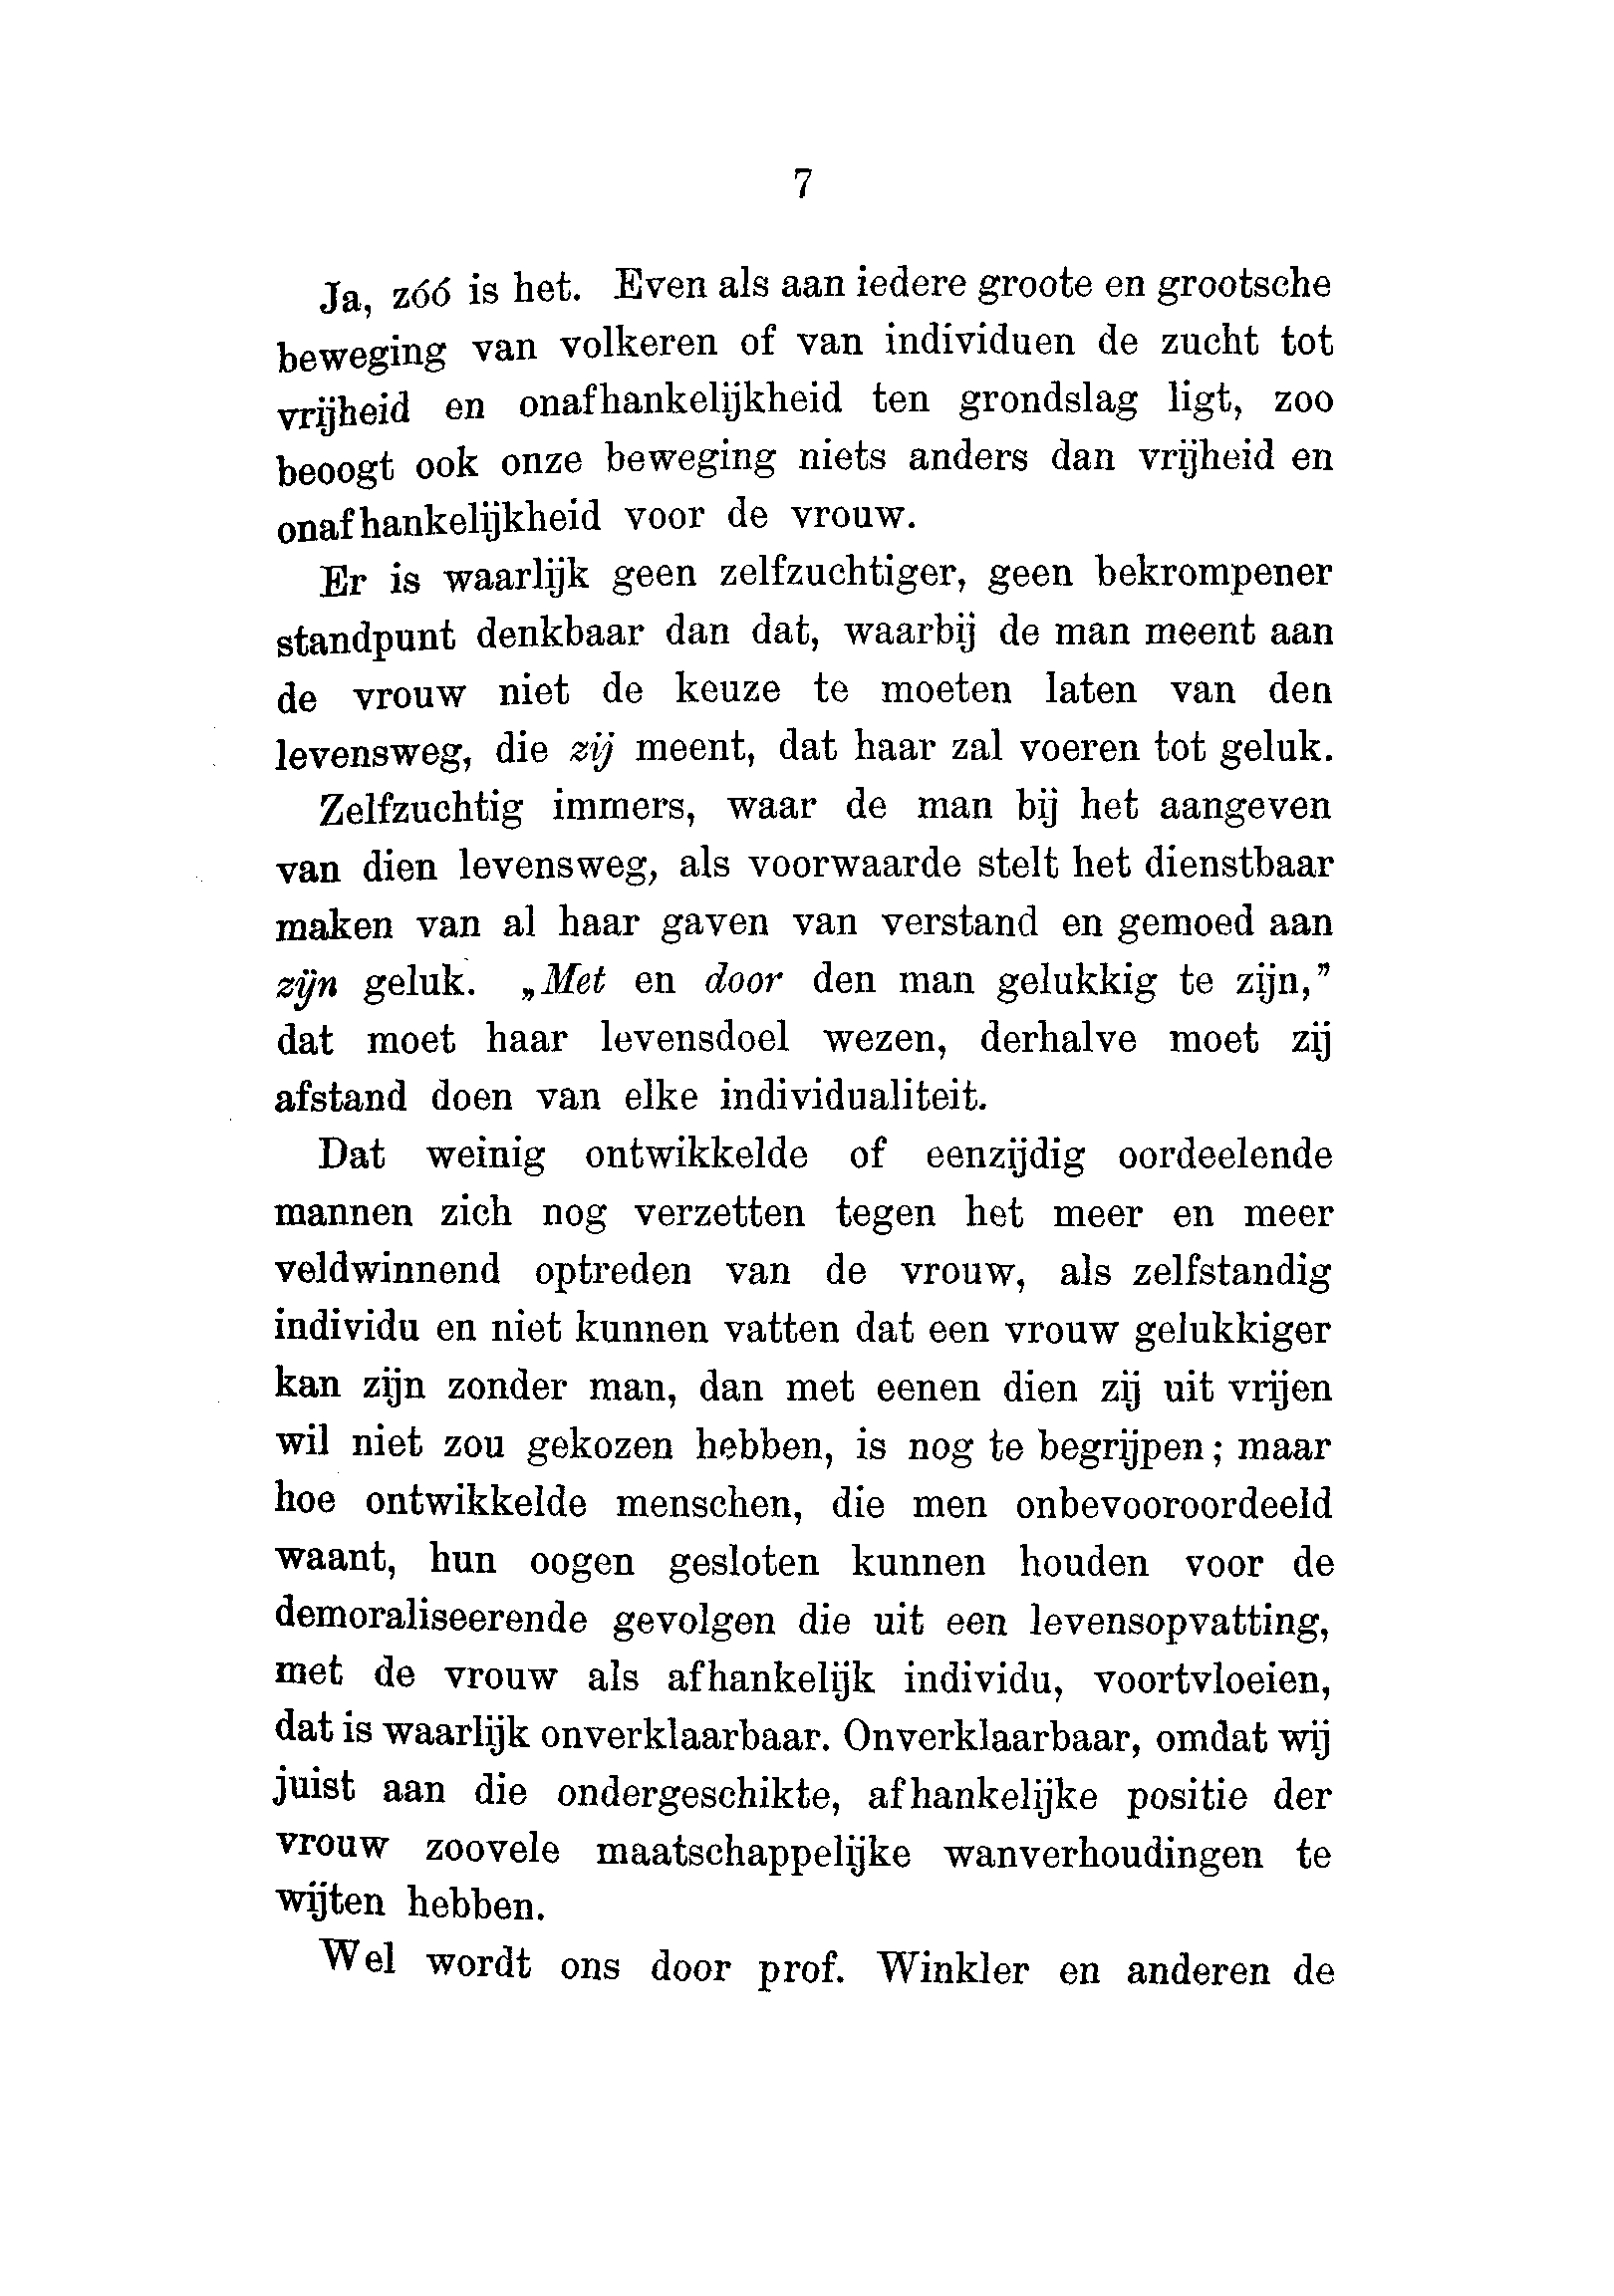 7
Ja, zóó is het. Even als aan iedere groote en grootsche
beweging van volkeren of van individuen de zucht tot
vrijheid en onafhankelijkheid ten grondslag ligt, zoo
beoogt ook onze beweging niets anders dan vrijheid en
onafhankelijkheid voor de vrouw.
Er is waarlijk geen zelfzuchtiger, geen bekrompener
standpunt denkbaar dan dat, waarbij de man meent aan
de vrouw niet de keuze te moeten laten van den
levensweg, die zij meent, dat haar zal voeren tot geluk.
Zelfzuchtig immers, waar de man bij het aangeven
van dien levensweg, als voorwaarde stelt het dienstbaar
maken van al haar gaven van verstand en gemoed aan
zijn geluk. „Met en door den man gelukkig te zijn,”
dat moet haar levensdoel wezen, derhalve moet zij
afstand doen van elke individualiteit.
Dat weinig ontwikkelde of eenzijdig oordeelende
mannen zich nog verzetten tegen het meer en meer
veldwinnend optreden van de vrouw, als zelfstandig
individu en niet kunnen vatten dat een vrouw gelukkiger
kan zijn zonder man, dan met eenen dien zij uit vrijen
wil niet zou gekozen hebben, is nog te begrijpen; maar
hoe ontwikkelde menschen, die men onbevooroordeeld
waant, hun oogen gesloten kunnen houden voor de
demoraliseerende gevolgen die uit een levensopvatting,
met de vrouw als afhankelijk individu, voortvloeien,
dat is waarlijk onverklaarbaar. Onverklaarbaar, omdat wij
juist aan die ondergeschikte, afhankelijke positie der
vrouw zoovele maatschappelijke wanverhoudingen te
wijten hebben.
Wel wordt ons door prof. Winkler en anderen de